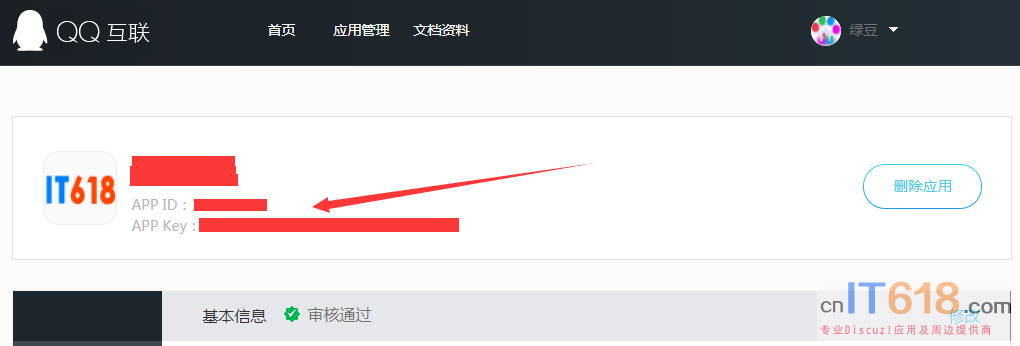 QQ 互联 首页 应用管理 文档资料 绿豆
IT618
APP ID：
删除应用
APP Key：
基本信息 审核通过
修改
cnIT618.com
专业Discuz!应用及周边提供商